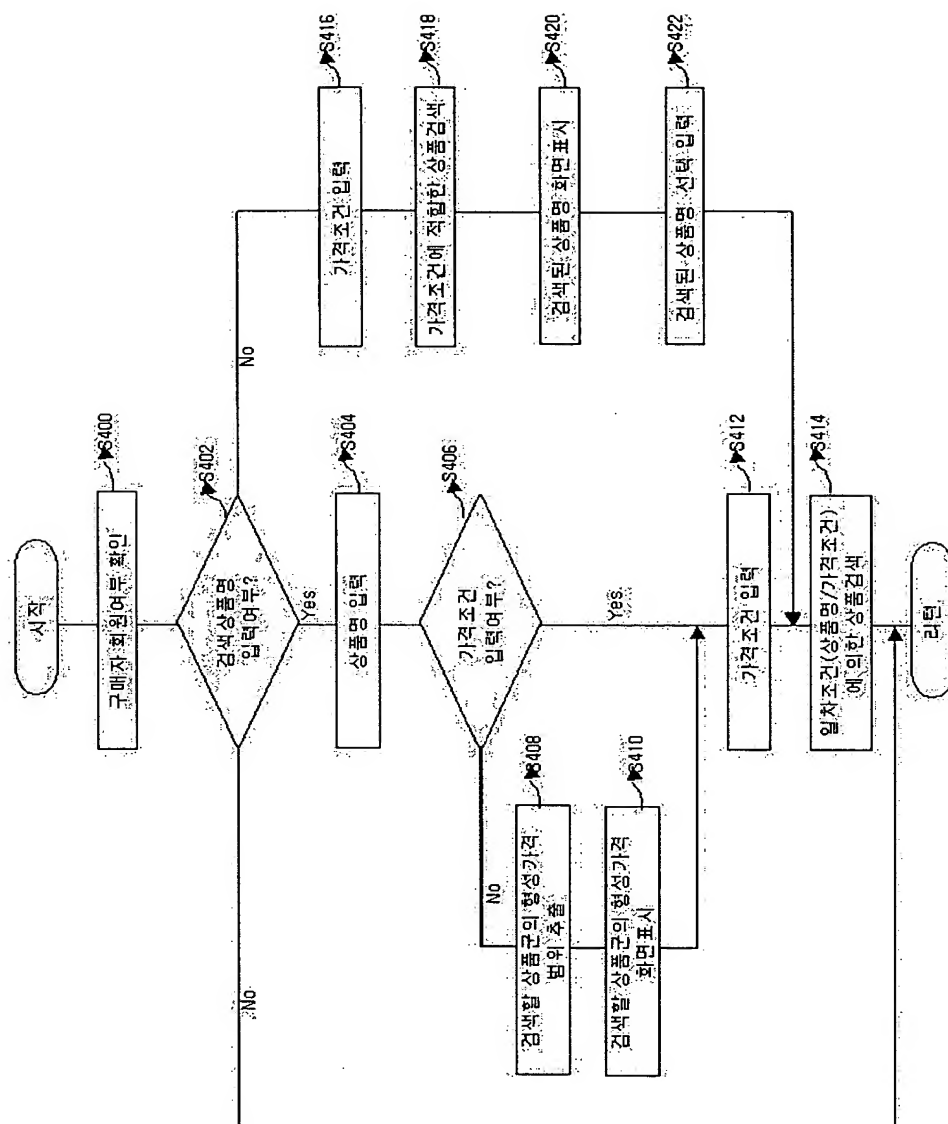 시작
구매자 회원여부 확인
S400
검색상품명
입력여부?
S402
No
No
Yes
상품명 입력
S404
가격조건
입력여부?
S406
No
Yes
검색할 상품군의 형성가격
범위 추출
S408
검색할 상품군의 형성가격
화면표시
S410
가격조건 입력
S412
일차조건(상품명/가격조건)
에 의한 상품검색
S414
리턴
가격조건 입력
S416
가격조건에 적합한 상품검색
S418
검색된 상품명 화면표시
S420
검색된 상품명 선택 입력
S422